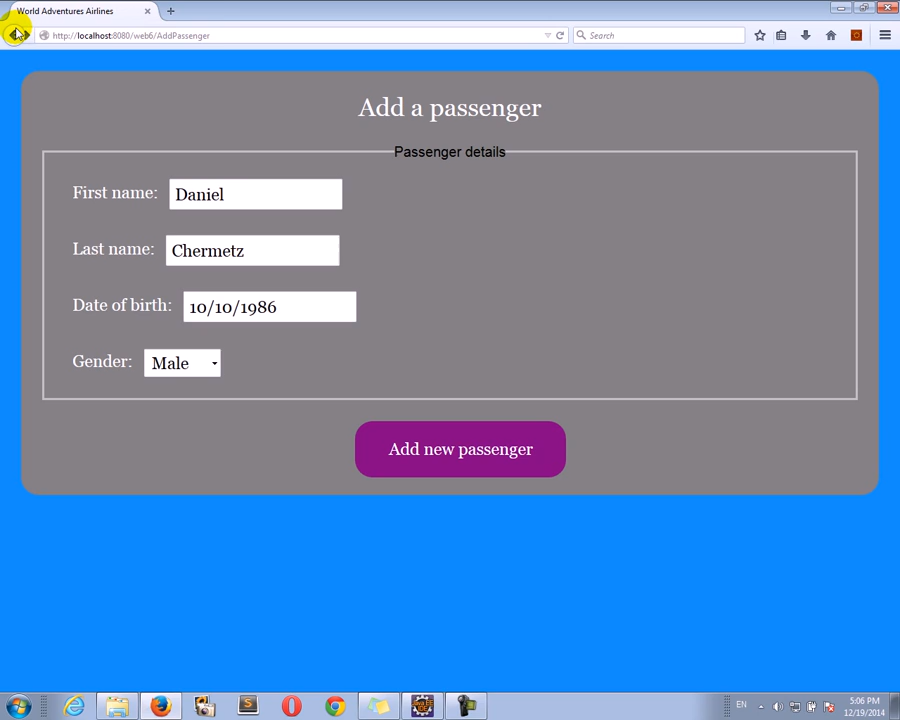 World Adventures Airlines
http://localhost:8080/web6/AddPassenger
Search
Add a passenger
Passenger details
First name: Daniel
Last name: Chermetz
Date of birth: 10/10/1986
Gender: Male
Add new passenger
EN
5:06 PM
12/19/2014